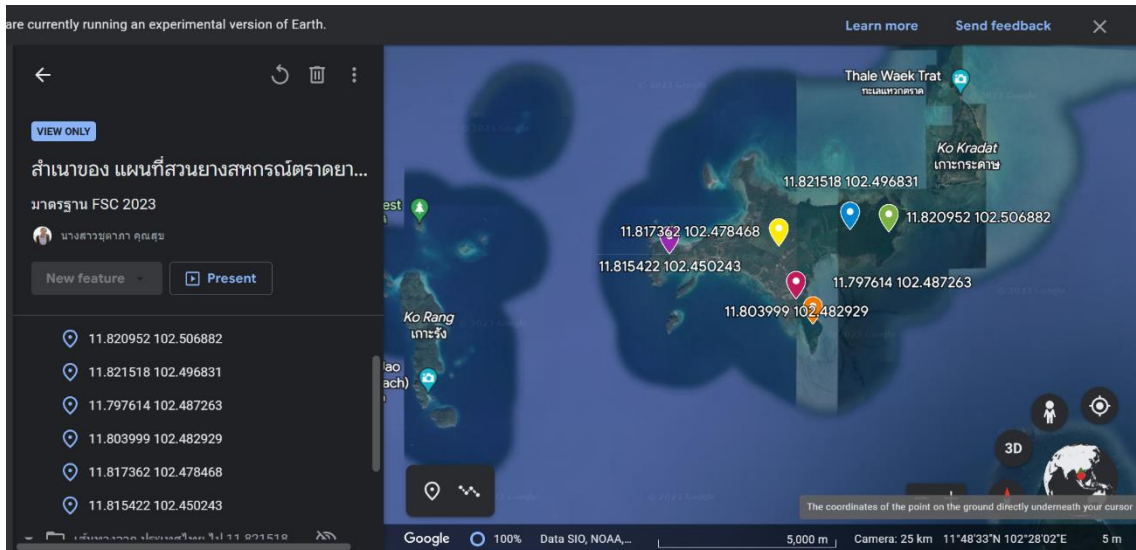 are currently running an experimental version of Earth.
Learn more
Send feedback
VIEW ONLY
สำเนาของ แผนที่สวนยางสหกรณ์ตราดยา...
มาตรฐาน FSC 2023
นางสาวชุดาภา คุณสุข
New feature
Present
11.820952 102.506882
11.821518 102.496831
11.797614 102.487263
11.803999 102.482929
11.817362 102.478468
11.815422 102.450243
Thale Waek Trat
ทะเลแหวกตราด
Ko Kradat
เกาะกระดาษ
11.821518 102.496831
est
11.817362 102.478468
11.820952 102.506882
11.815422 102.450243
11.797614 102.487263
11.803999 102.482929
Ko Rang
เกาะรัง
ach)
3D
The coordinates of the point on the ground directly underneath your cursor
Google
100%
Data SIO, NOAA,...
5,000 m
Camera: 25 km
11°48'33"N 102°28'02"E
5 m